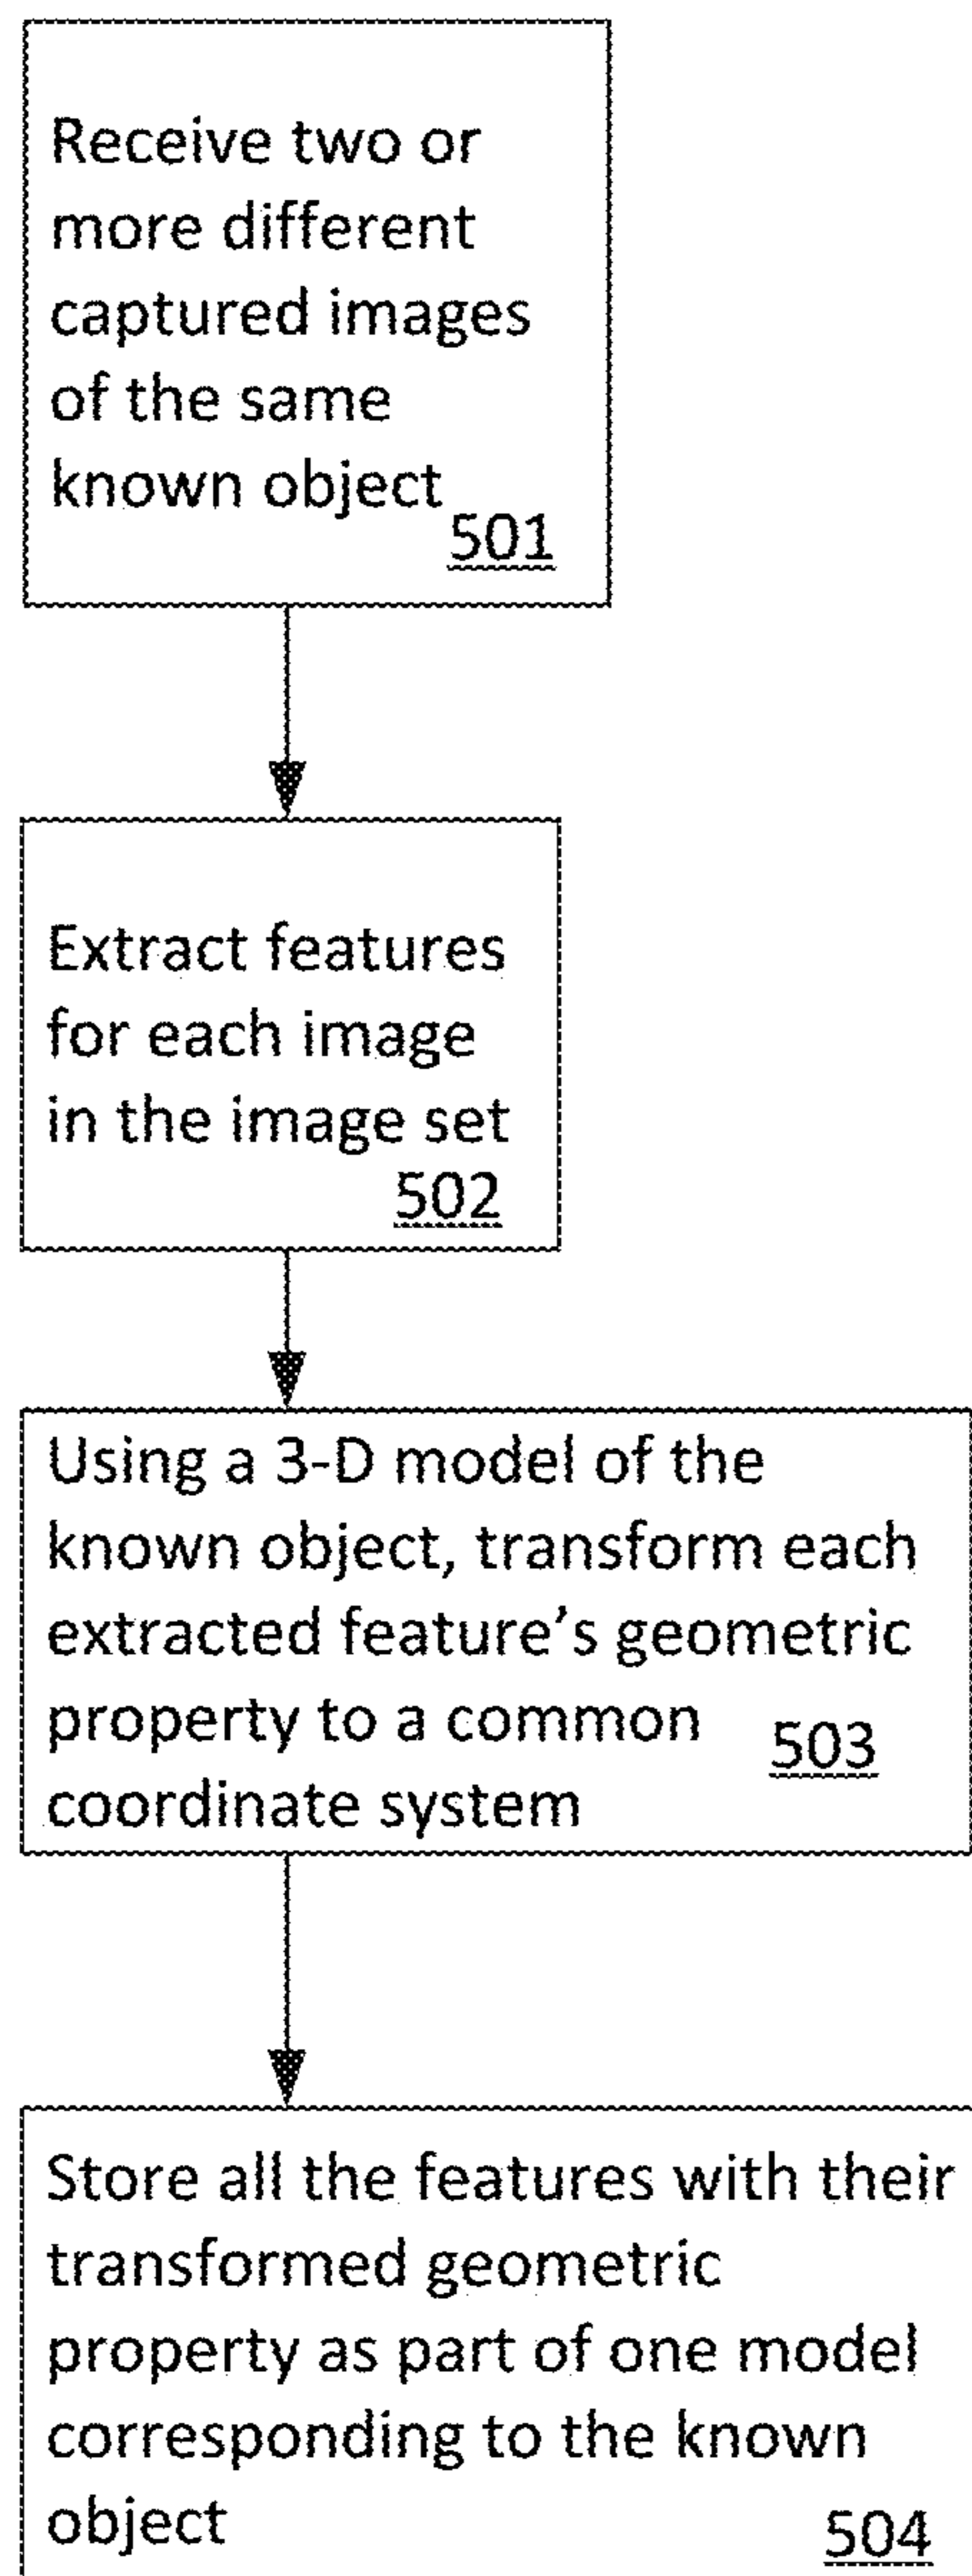 Receive two or
more different
captured images
of the same
known object
501
Extract features
for each image
in the image set
502
Using a 3-D model of the
known object, transform each
extracted feature's geometric
property to a common
503
coordinate system
Store all the features with their
transformed geometric
property as part of one model
corresponding to the known
object
504